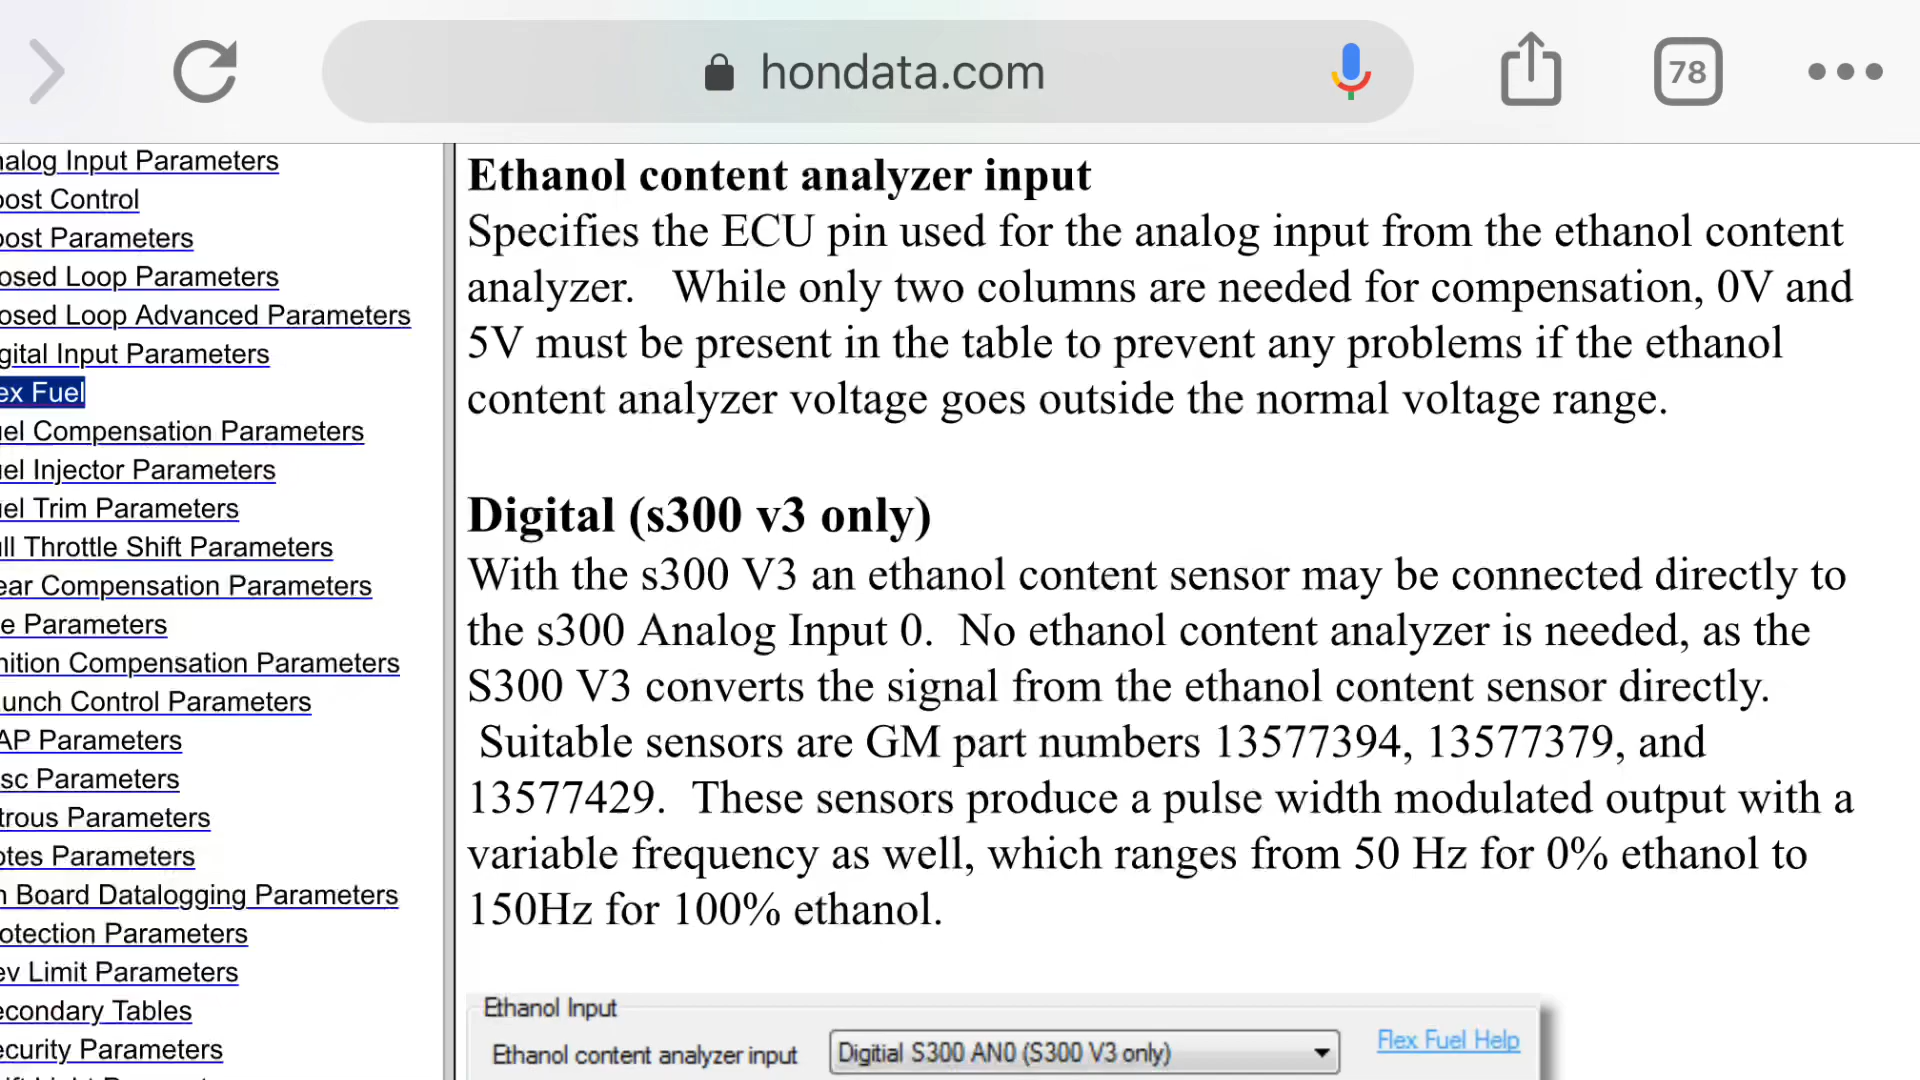 hondata.com
78
nalog Input Parameters
oost Control
oost Parameters
osed Loop Parameters
osed Loop Advanced Parameters
gital Input Parameters
ex Fuel
uel Compensation Parameters
uel Injector Parameters
uel Trim Parameters
ull Throttle Shift Parameters
ear Compensation Parameters
le Parameters
nition Compensation Parameters
unch Control Parameters
AP Parameters
sc Parameters
trous Parameters
otes Parameters
n Board Datalogging Parameters
otection Parameters
ev Limit Parameters
econdary Tables
ecurity Parameters
Ethanol content analyzer input
Specifies the ECU pin used for the analog input from the ethanol content
analyzer.   While only two columns are needed for compensation, 0V and
5V must be present in the table to prevent any problems if the ethanol
content analyzer voltage goes outside the normal voltage range.
Digital (s300 v3 only)
With the s300 V3 an ethanol content sensor may be connected directly to
the s300 Analog Input 0.  No ethanol content analyzer is needed, as the
S300 V3 converts the signal from the ethanol content sensor directly.
Suitable sensors are GM part numbers 13577394, 13577379, and
13577429.  These sensors produce a pulse width modulated output with a
variable frequency as well, which ranges from 50 Hz for 0% ethanol to
150Hz for 100% ethanol.
Ethanol Input
Ethanol content analyzer input
Digitial S300 AN0 (S300 V3 only)
Flex Fuel Help